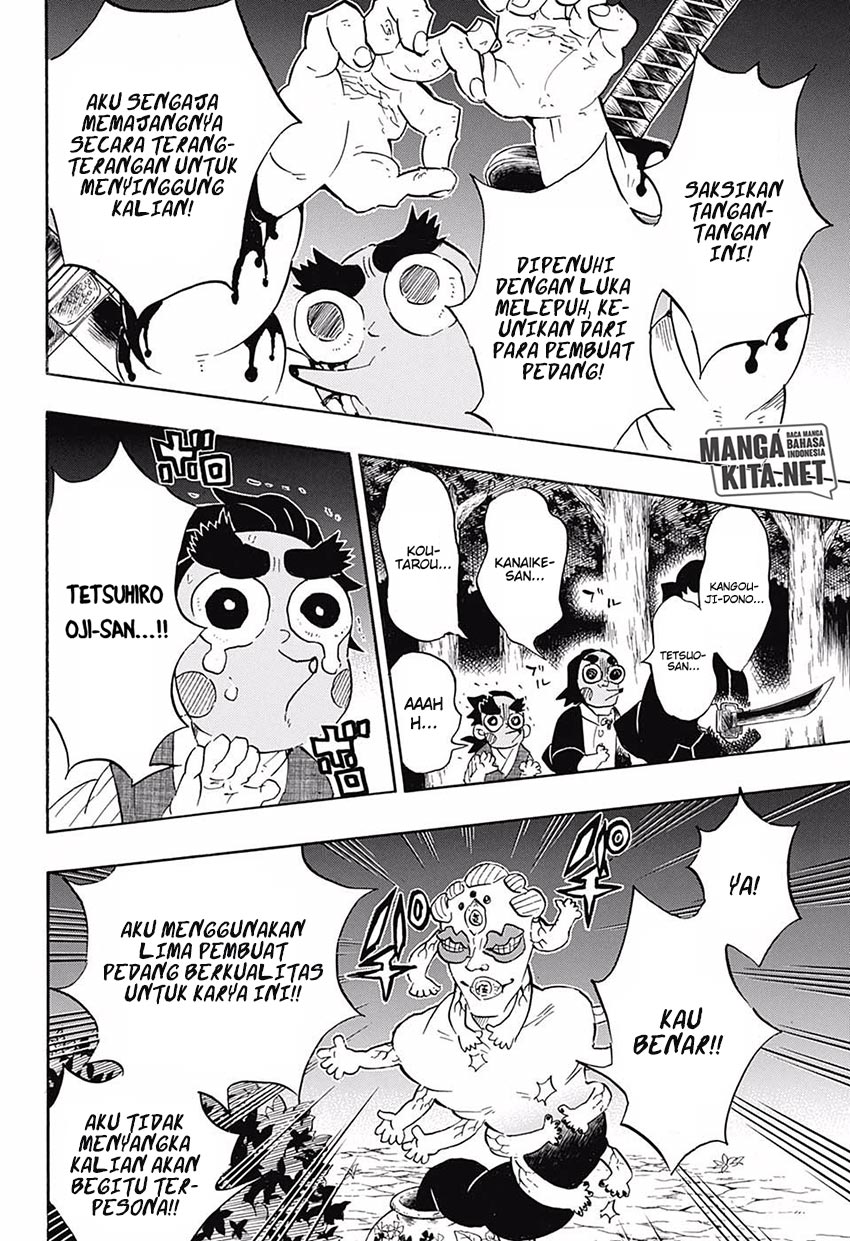 SAKSIKAN
TANGAN-
TANGAN
INI!
DIPENUHI
DENGAN LUKA
MELEPUH, KE-
UNIKAN DARI
PARA PEMBUAT
PEDANG!
AKU SENGAJA
MEMAJANGNYA
SECARA TERANG-
TERANGAN UNTUK
MENYINGGUNG
KALIAN!
MANGA
KITA.NET
BACA MANGA
BAHASA
INDONESIA
KANGOU-
JI-DONO...
TETSUO-
SAN...
KANAIKE-
SAN...
KOU-
TAROU...
AAAH
H...
TETSUHIRO
OJI-SAN...!!
YA!
KAU
BENAR!!
AKU MENGGUNAKAN
LIMA PEMBUAT
PEDANG BERKUALITAS
UNTUK KARYA INI!!
AKU TIDAK
MENYANGKA
KALIAN AKAN
BEGITU TER-
PESONA!!